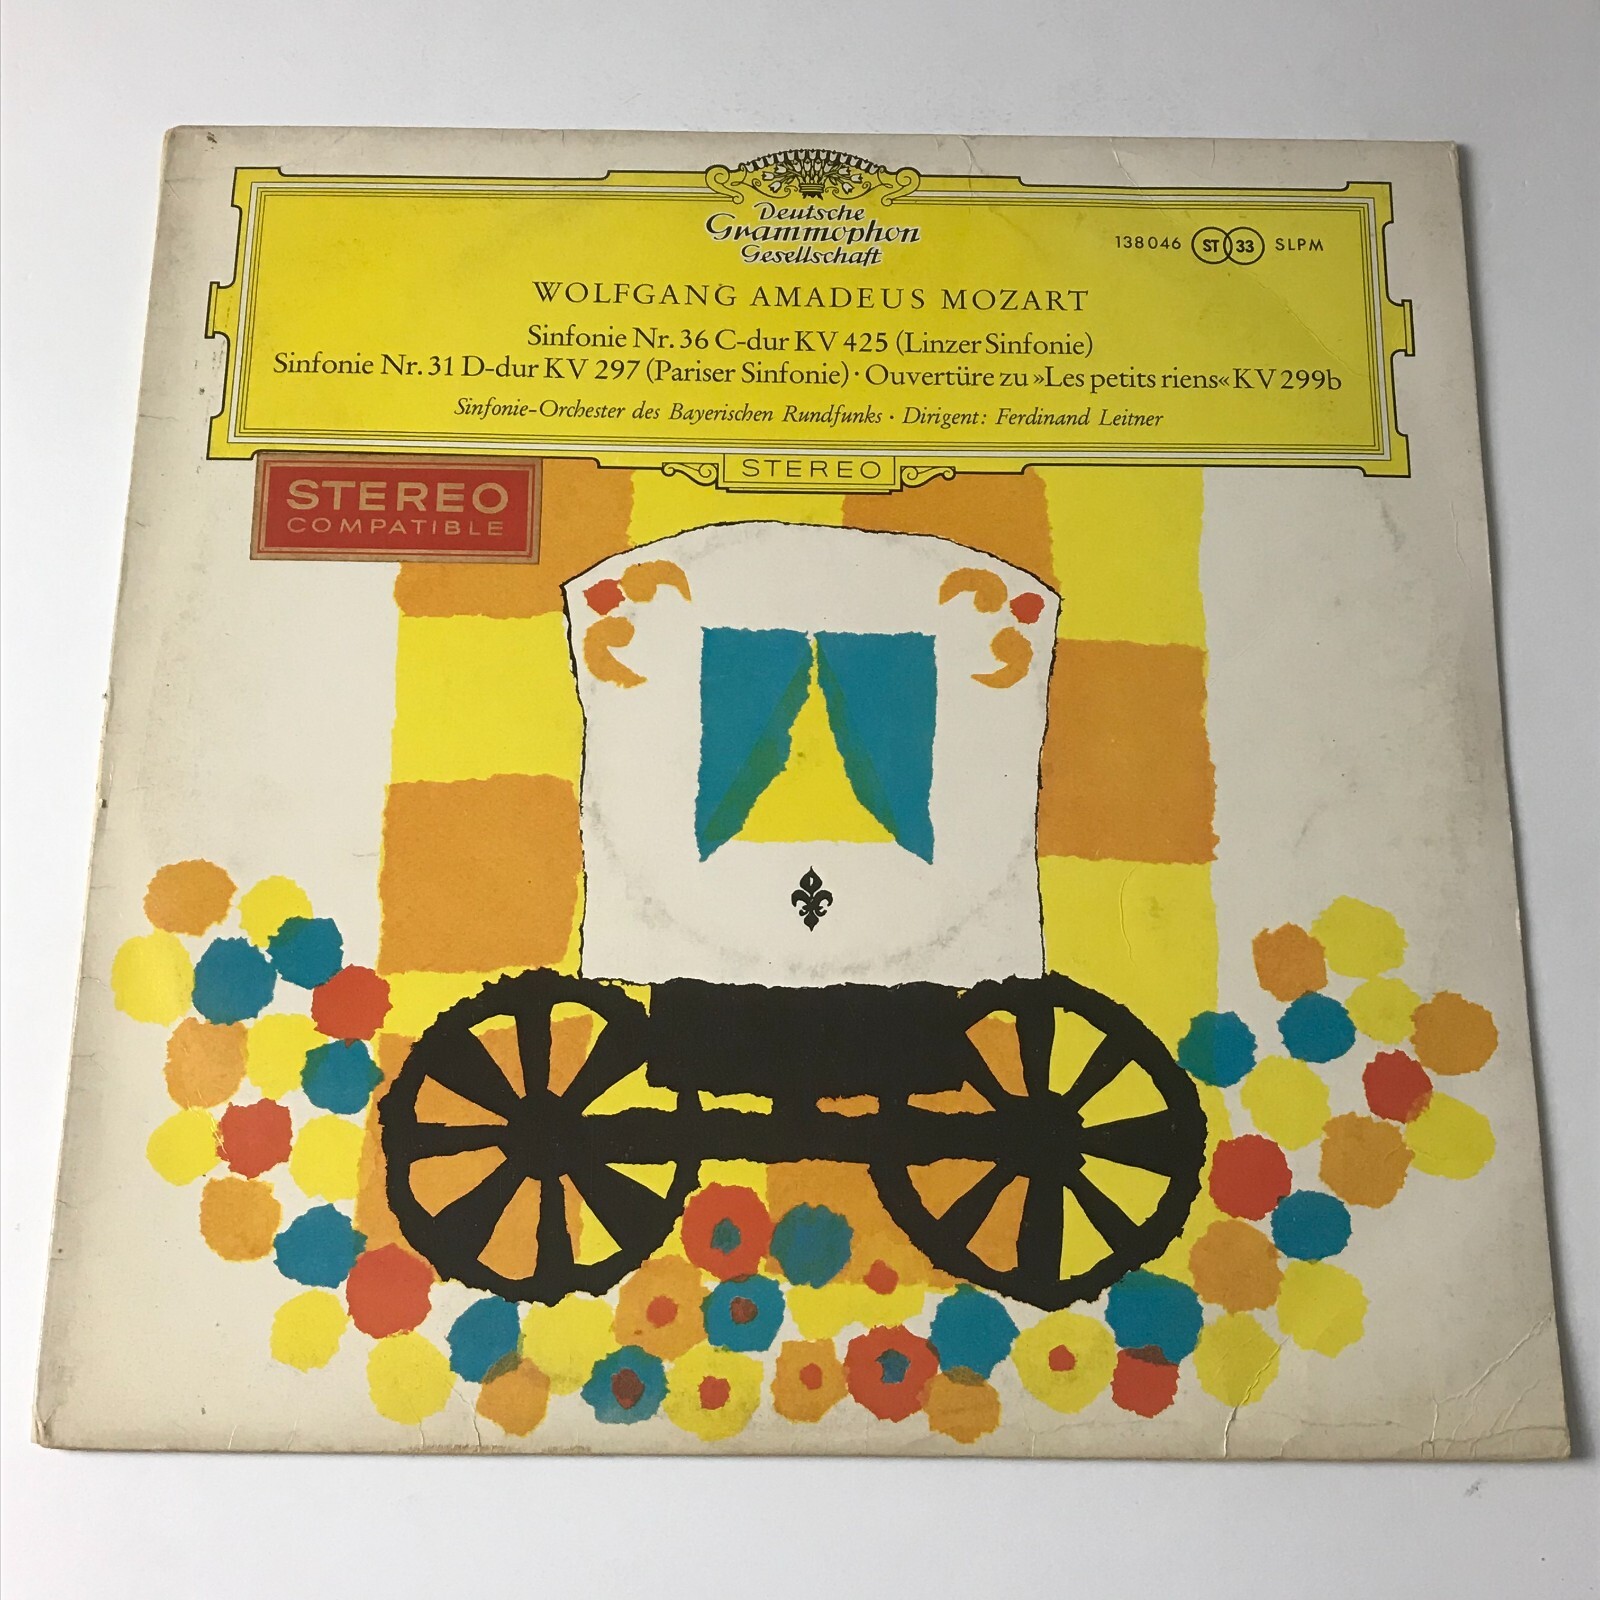 Deutsche
Grammophon
Gesellschaft
138046 ST 33 SLPM
WOLFGANG AMADEUS MOZART
Sinfonie Nr. 36 C-dur KV 425 (Linzer Sinfonie)
Sinfonie Nr. 31 D-dur KV 297 (Pariser Sinfonie) · Ouvertüre zu »Les petits riens« KV 299b
Sinfonie-Orchester des Bayerischen Rundfunks · Dirigent: Ferdinand Leitner
STEREO
STEREO
COMPATIBLE